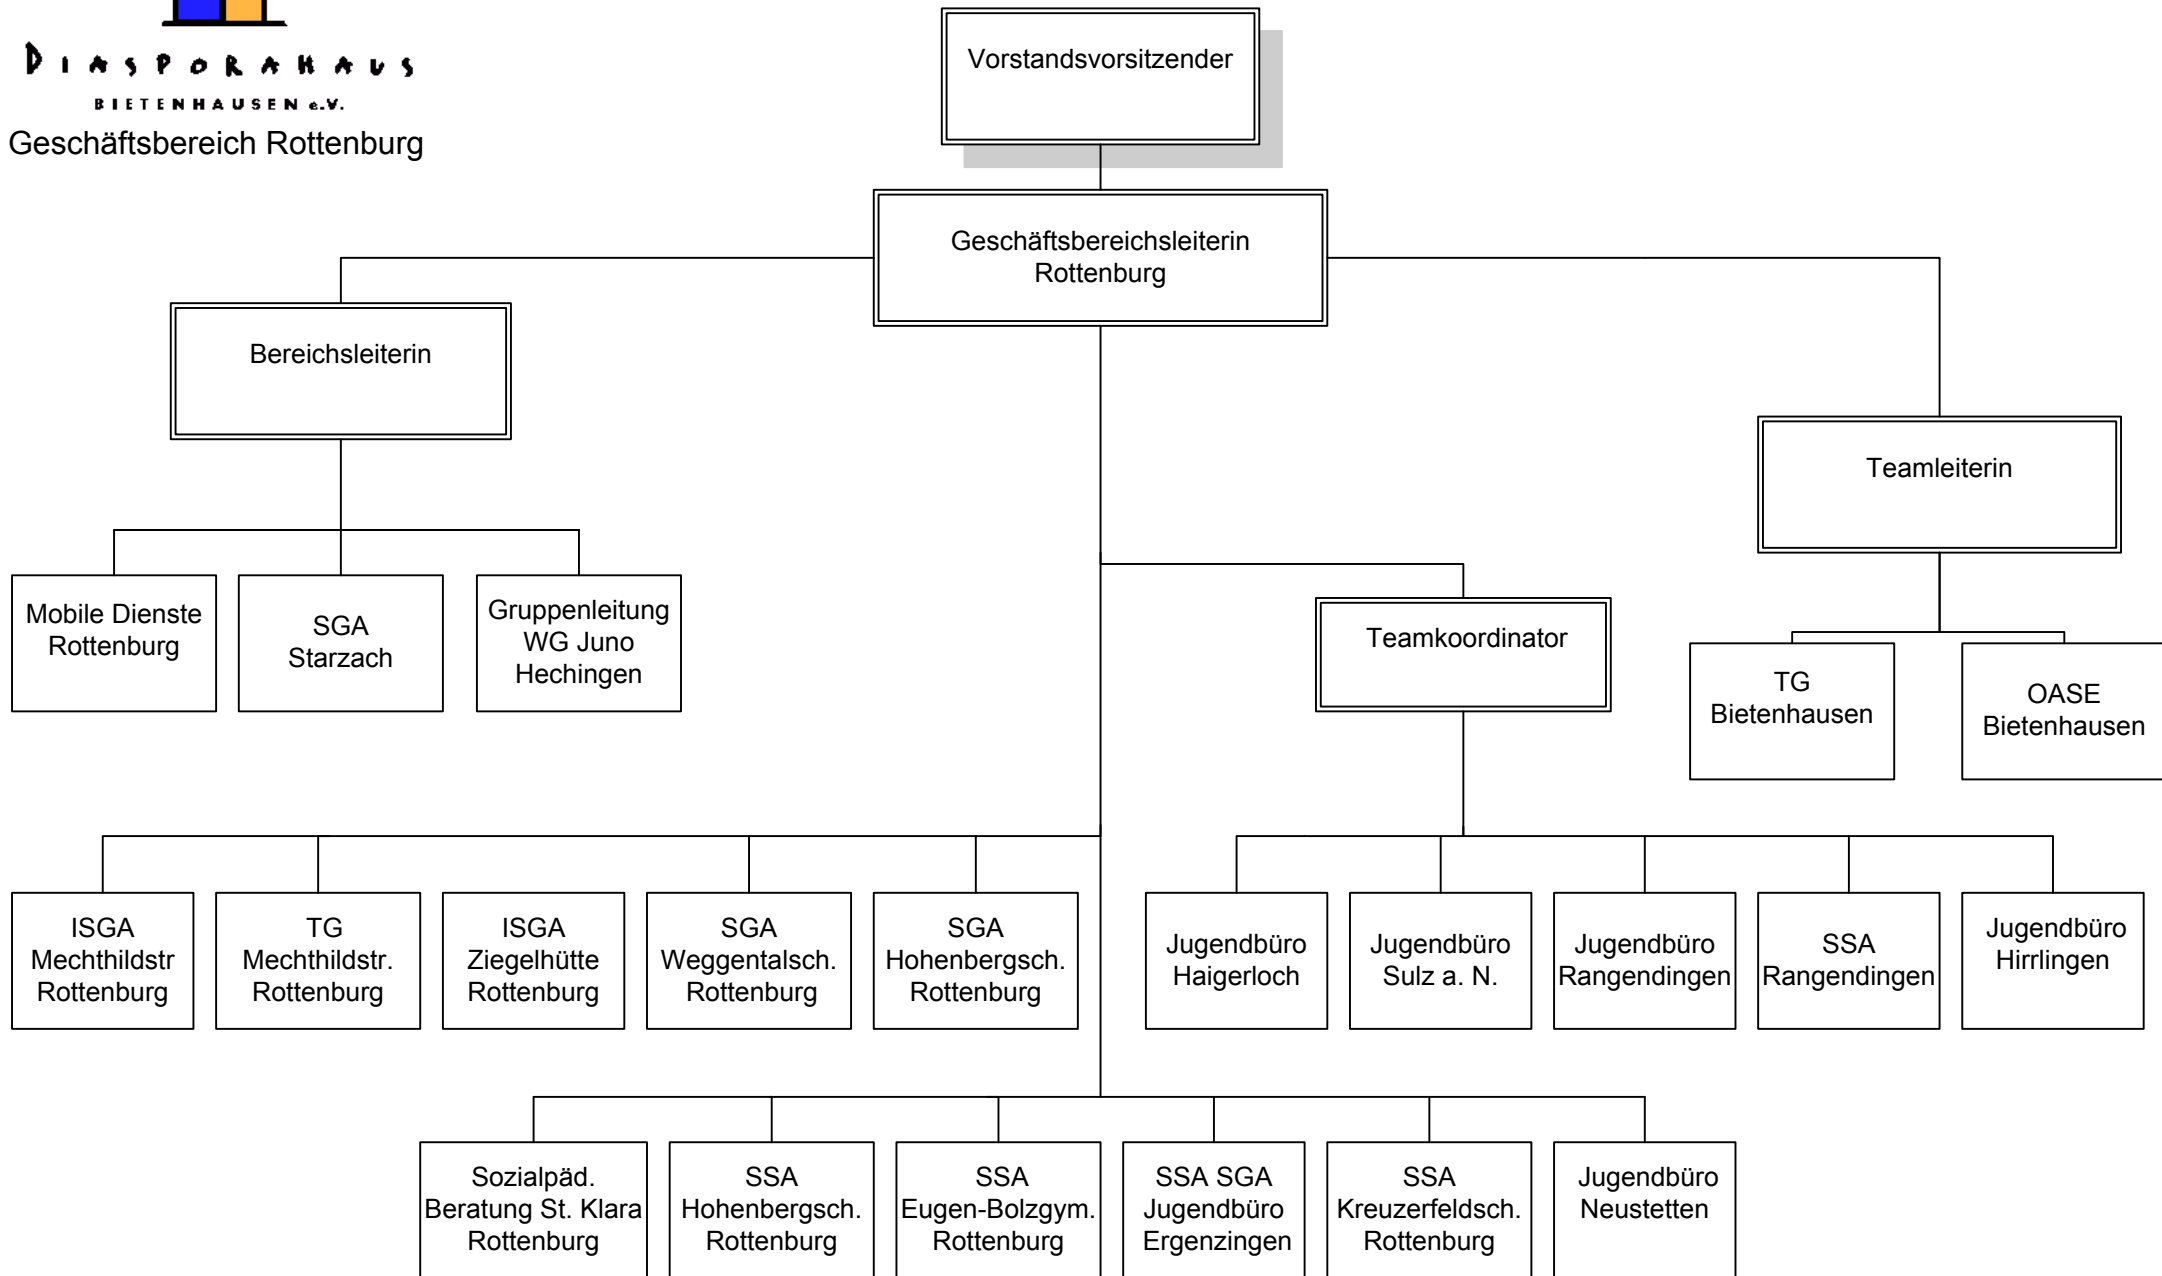 DIASPORAHAUS
BIETENHAUSEN e.V.
Geschäftsbereich Rottenburg
Vorstandsvorsitzender
Geschäftsbereichsleiterin
Rottenburg
Bereichsleiterin
Teamleiterin
Mobile Dienste
Rottenburg
SGA
Starzach
Gruppenleitung
WG Juno
Hechingen
Teamkoordinator
TG
Bietenhausen
OASE
Bietenhausen
ISGA
Mechthildstr
Rottenburg
TG
Mechthildstr.
Rottenburg
ISGA
Ziegelhütte
Rottenburg
SGA
Weggentalsch.
Rottenburg
SGA
Hohenbergsch.
Rottenburg
Jugendbüro
Haigerloch
Jugendbüro
Sulz a. N.
Jugendbüro
Rangendingen
SSA
Rangendingen
Jugendbüro
Hirrlingen
Sozialpäd.
Beratung St. Klara
Rottenburg
SSA
Hohenbergsch.
Rottenburg
SSA
Eugen-Bolzgym.
Rottenburg
SSA SGA
Jugendbüro
Ergenzingen
SSA
Kreuzerfeldsch.
Rottenburg
Jugendbüro
Neustetten